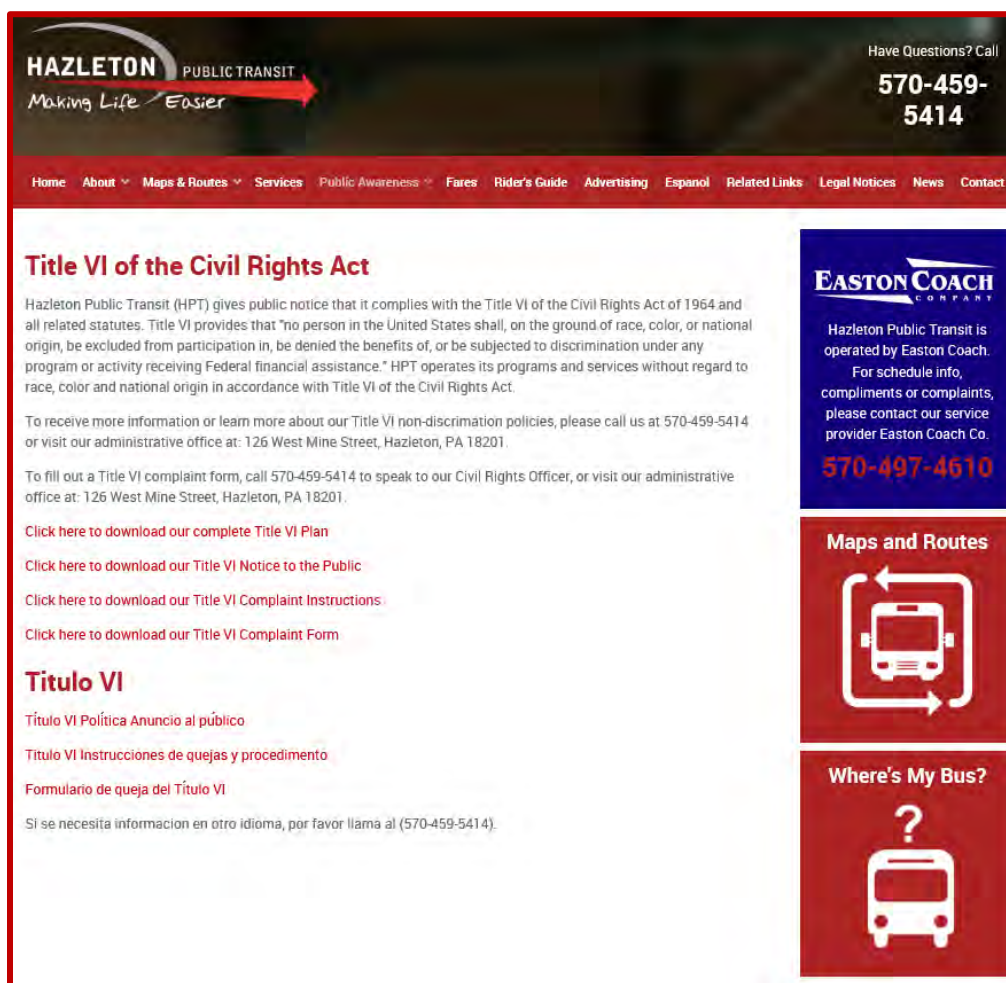 HAZLETON PUBLIC TRANSIT
Making Life Easier
Have Questions? Call
570-459-
5414
Home About Maps & Routes Services Public Awareness Fares Rider's Guide Advertising Espanol Related Links Legal Notices News Contact
Title VI of the Civil Rights Act
Hazleton Public Transit (HPT) gives public notice that it complies with the Title VI of the Civil Rights Act of 1964 and
all related statutes. Title VI provides that "no person in the United States shall, on the ground of race, color, or national
origin, be excluded from participation in, be denied the benefits of, or be subjected to discrimination under any
program or activity receiving Federal financial assistance." HPT operates its programs and services without regard to
race, color and national origin in accordance with Title VI of the Civil Rights Act.
To receive more information or learn more about our Title VI non-discrimation policies, please call us at 570-459-5414
or visit our administrative office at: 126 West Mine Street, Hazleton, PA 18201.
To fill out a Title VI complaint form, call 570-459-5414 to speak to our Civil Rights Officer, or visit our administrative
office at: 126 West Mine Street, Hazleton, PA 18201.
Click here to download our complete Title VI Plan
Click here to download our Title VI Notice to the Public
Click here to download our Title VI Complaint Instructions
Click here to download our Title VI Complaint Form
Titulo VI
Título VI Política Anuncio al público
Titulo VI Instrucciones de quejas y procedimento
Formulario de queja del Título VI
Si se necesita informacion en otro idioma, por favor llama al (570-459-5414).
EASTON COACH
COMPANY
Hazleton Public Transit is
operated by Easton Coach.
For schedule info,
compliments or complaints,
please contact our service
provider Easton Coach Co.
570-497-4610
Maps and Routes
Where's My Bus?
?